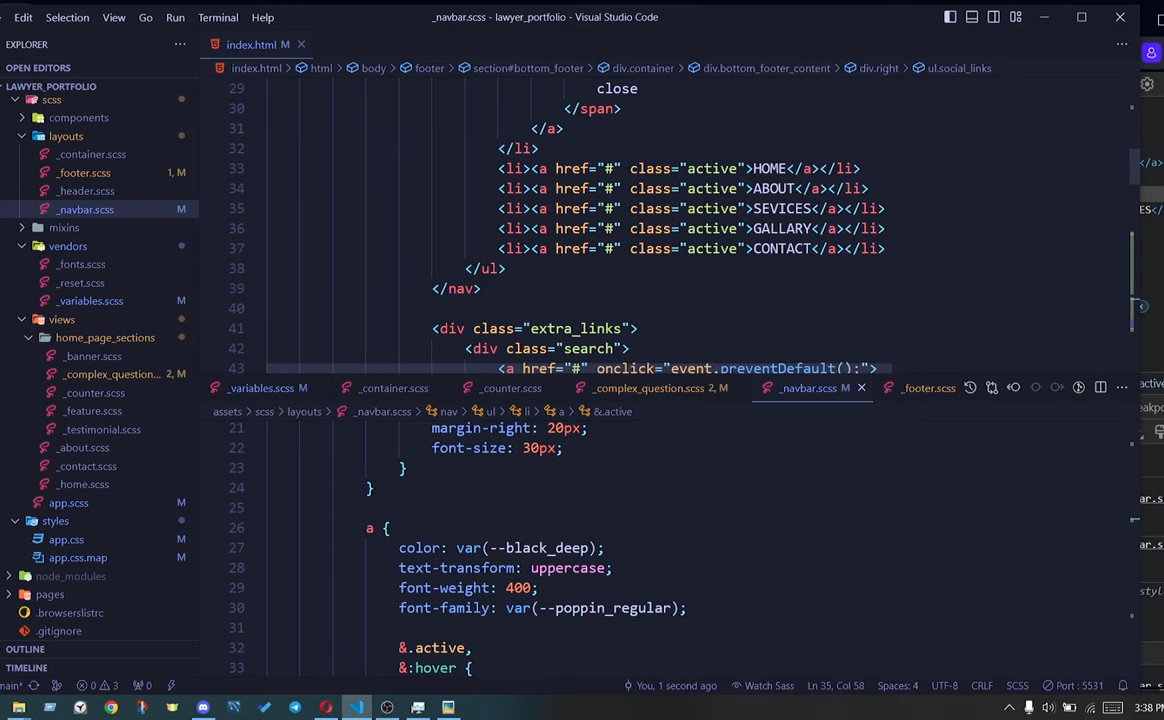 Edit Selection View Go Run Terminal Help
_navbar.scss - lawyer_portfolio - Visual Studio Code
EXPLORER
OPEN EDITORS
LAWYER_PORTFOLIO
scss
components
layouts
_container.scss
_footer.scss 1, M
_header.scss
_navbar.scss M
mixins
vendors
_fonts.scss
_reset.scss
_variables.scss M
views
home_page_sections
_banner.scss
_complex_question... 2, M
_counter.scss
_feature.scss
_testimonial.scss
_about.scss
_contact.scss
_home.scss
app.scss M
styles
app.css M
app.css.map M
node_modules
pages
.browserslistrc
.gitignore
OUTLINE
TIMELINE
index.html M
index.html > html > body > footer > section#bottom_footer > div.container > div.bottom_footer_content > div.right > ul.social_links
29 close
30 </span>
31 </a>
32 </li>
33 <li><a href="#" class="active">HOME</a></li>
34 <li><a href="#" class="active">ABOUT</a></li>
35 <li><a href="#" class="active">SEVICES</a></li>
36 <li><a href="#" class="active">GALLARY</a></li>
37 <li><a href="#" class="active">CONTACT</a></li>
38 </ul>
39 </nav>
40
41 <div class="extra_links">
42 <div class="search">
43 <a href="#" onclick="event.preventDefault();">
_variables.scss M _container.scss _counter.scss _complex_question.scss 2, M _navbar.scss M _footer.scss
assets > scss > layouts > _navbar.scss > nav > ul > li > a > &.active
21 margin-right: 20px;
22 font-size: 30px;
23 }
24 }
25
26 a {
27 color: var(--black_deep);
28 text-transform: uppercase;
29 font-weight: 400;
30 font-family: var(--poppin_regular);
31
32 &.active,
33 &:hover {
main* 0 3 0
You, 1 second ago Watch Sass Ln 35, Col 58 Spaces: 4 UTF-8 CRLF SCSS Port : 5531
3:38 PM